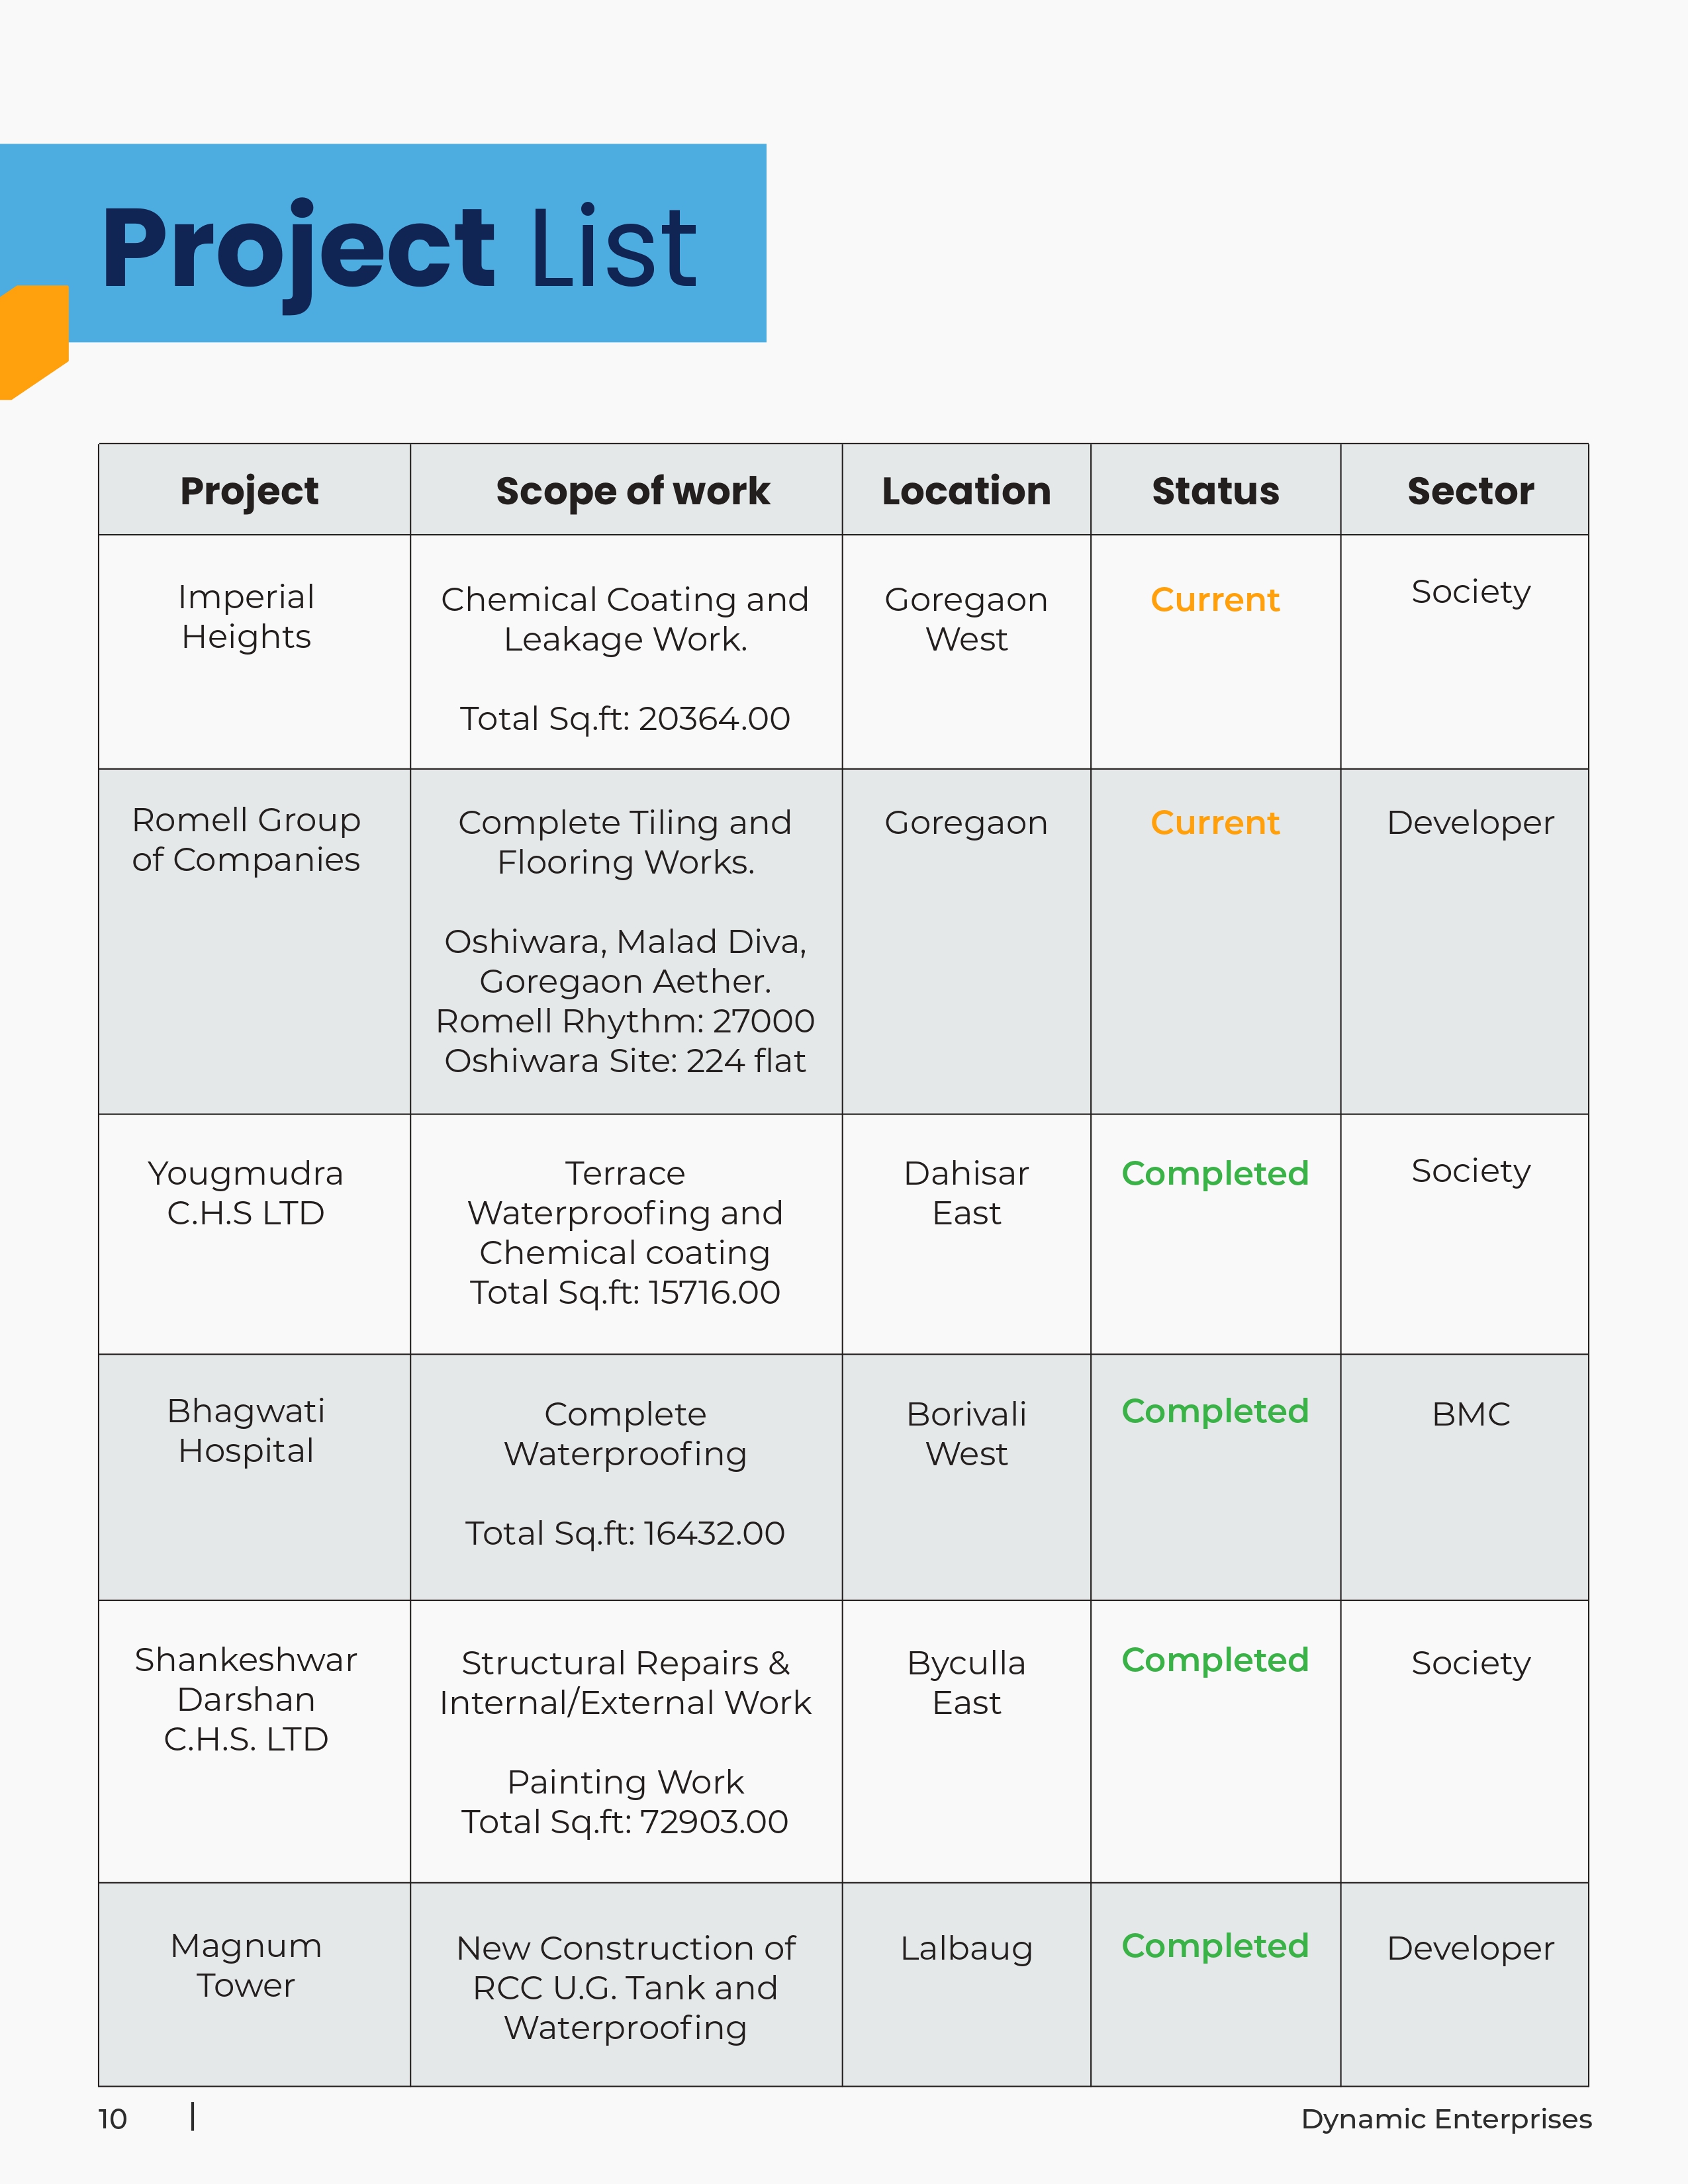 Project List
Project
Scope of work
Location
Status
Sector
Imperial
Heights
Chemical Coating and
Leakage Work.
Total Sq.ft: 20364.00
Goregaon
West
Current
Society
Romell Group
of Companies
Complete Tiling and
Flooring Works.
Oshiwara, Malad Diva,
Goregaon Aether.
Romell Rhythm: 27000
Oshiwara Site: 224 flat
Goregaon
Current
Developer
Yougmudra
C.H.S LTD
Terrace
Waterproofing and
Chemical coating
Total Sq.ft: 15716.00
Dahisar
East
Completed
Society
Bhagwati
Hospital
Complete
Waterproofing
Total Sq.ft: 16432.00
Borivali
West
Completed
BMC
Shankeshwar
Darshan
C.H.S. LTD
Structural Repairs &
Internal/External Work
Painting Work
Total Sq.ft: 72903.00
Byculla
East
Completed
Society
Magnum
Tower
New Construction of
RCC U.G. Tank and
Waterproofing
Lalbaug
Completed
Developer
10 |
Dynamic Enterprises